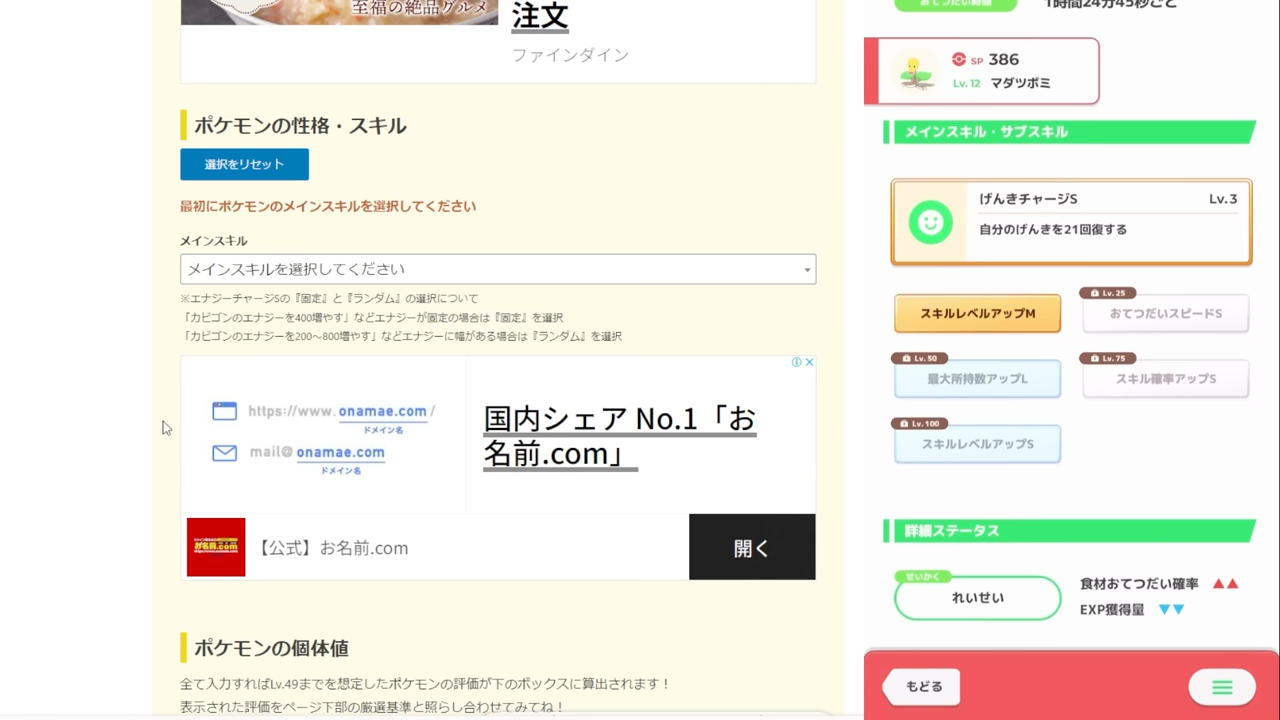 至福の絶品グルメ
注文
ファインダイン
ポケモンの性格・スキル
選択をリセット
最初にポケモンのメインスキルを選択してください
メインスキル
メインスキルを選択してください
※エナジーチャージSの『固定』と『ランダム』の選択について
「カビゴンのエナジーを400増やす」などエナジーが固定の場合は『固定』を選択
「カビゴンのエナジーを200〜800増やす」などエナジーに幅がある場合は『ランダム』を選択
https://www. onamae.com /
ドメイン名
mail@ onamae.com
ドメイン名
国内シェア No.1「お
名前.com」
お名前.com
【公式】お名前.com
開く
ポケモンの個体値
全て入力すればLv.49までを想定したポケモンの評価が下のボックスに算出されます！
表示された評価をページ下部の厳選基準と照らし合わせてみてね！
おてつだい時間
1時間24分45秒ごと
SP 386
Lv.12 マダツボミ
メインスキル・サブスキル
げんきチャージS Lv.3
自分のげんきを21回復する
スキルレベルアップM
Lv.25
おてつだいスピードS
Lv.50
最大所持数アップL
Lv.75
スキル確率アップS
Lv.100
スキルレベルアップS
詳細ステータス
せいかく
れいせい
食材おてつだい確率 ▲▲
EXP獲得量 ▼▼
もどる